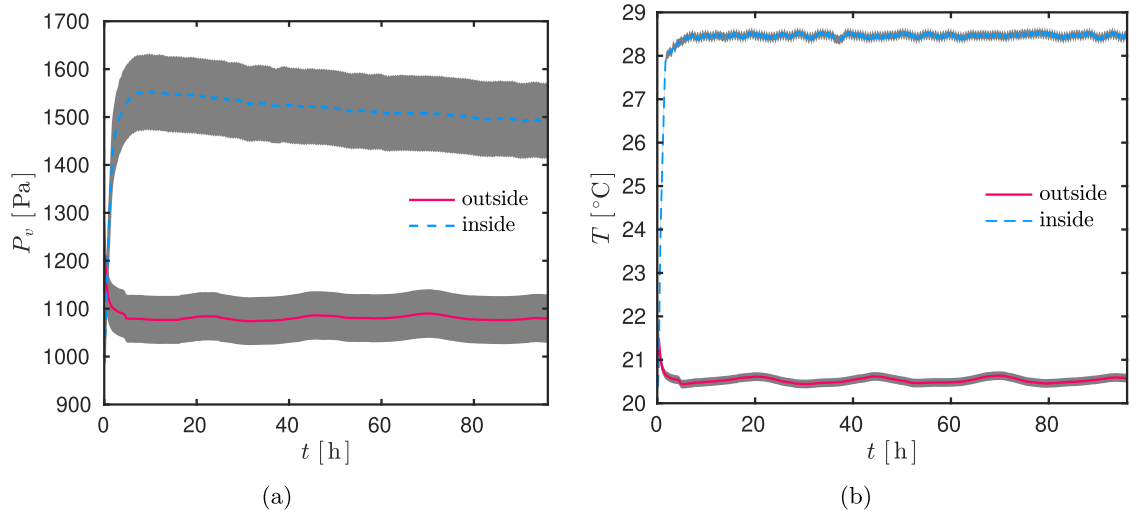 1700
1600
1500
1400
1300
1200
1100
1000
900
P_v [Pa]
outside
inside
0 20 40 60 80
t [h]
(a)
29
28
27
26
25
24
23
22
21
20
T [°C]
outside
inside
0 20 40 60 80
t [h]
(b)